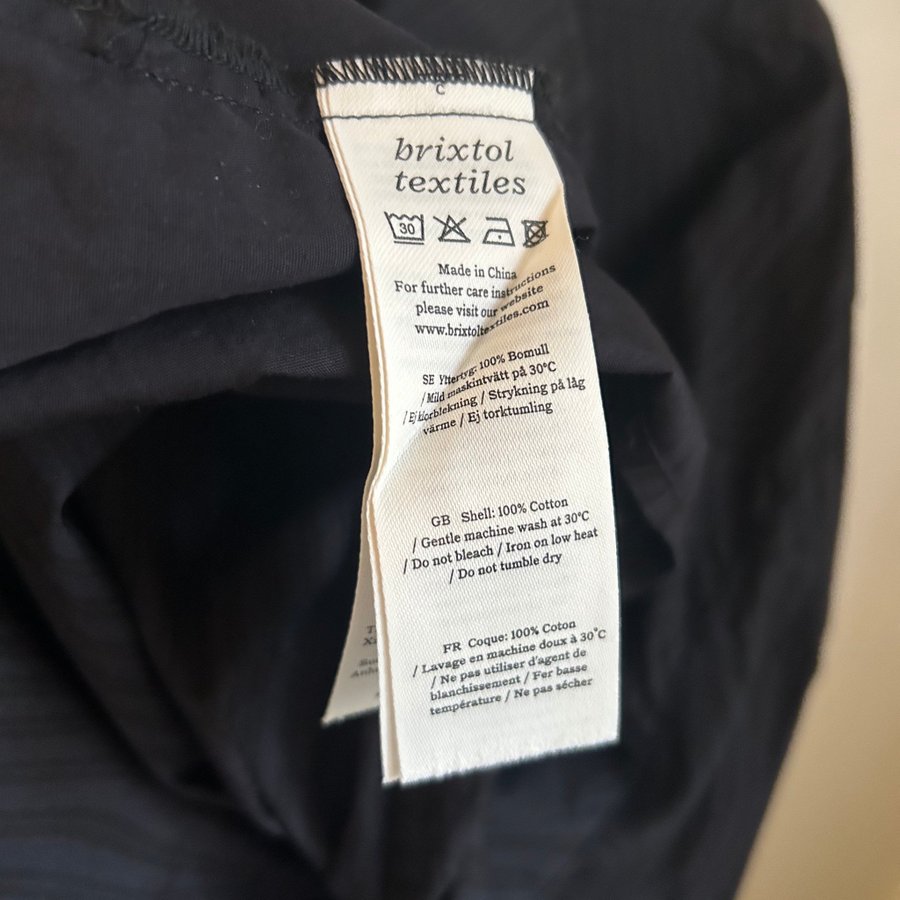 C
brixtol
textiles
30
Made in China
For further care instructions
please visit our website
www.brixtoltextiles.com
SE Yttertyg: 100% Bomull
/ Mild maskintvätt på 30°C
/ Ej klorblekning / Strykning på låg
värme / Ej torktumling
GB Shell: 100% Cotton
/ Gentle machine wash at 30°C
/ Do not bleach / Iron on low heat
/ Do not tumble dry
FR Coque: 100% Coton
/ Lavage en machine doux à 30°C
/ Ne pas utiliser d'agent de
blanchissement / Fer basse
température / Ne pas sécher